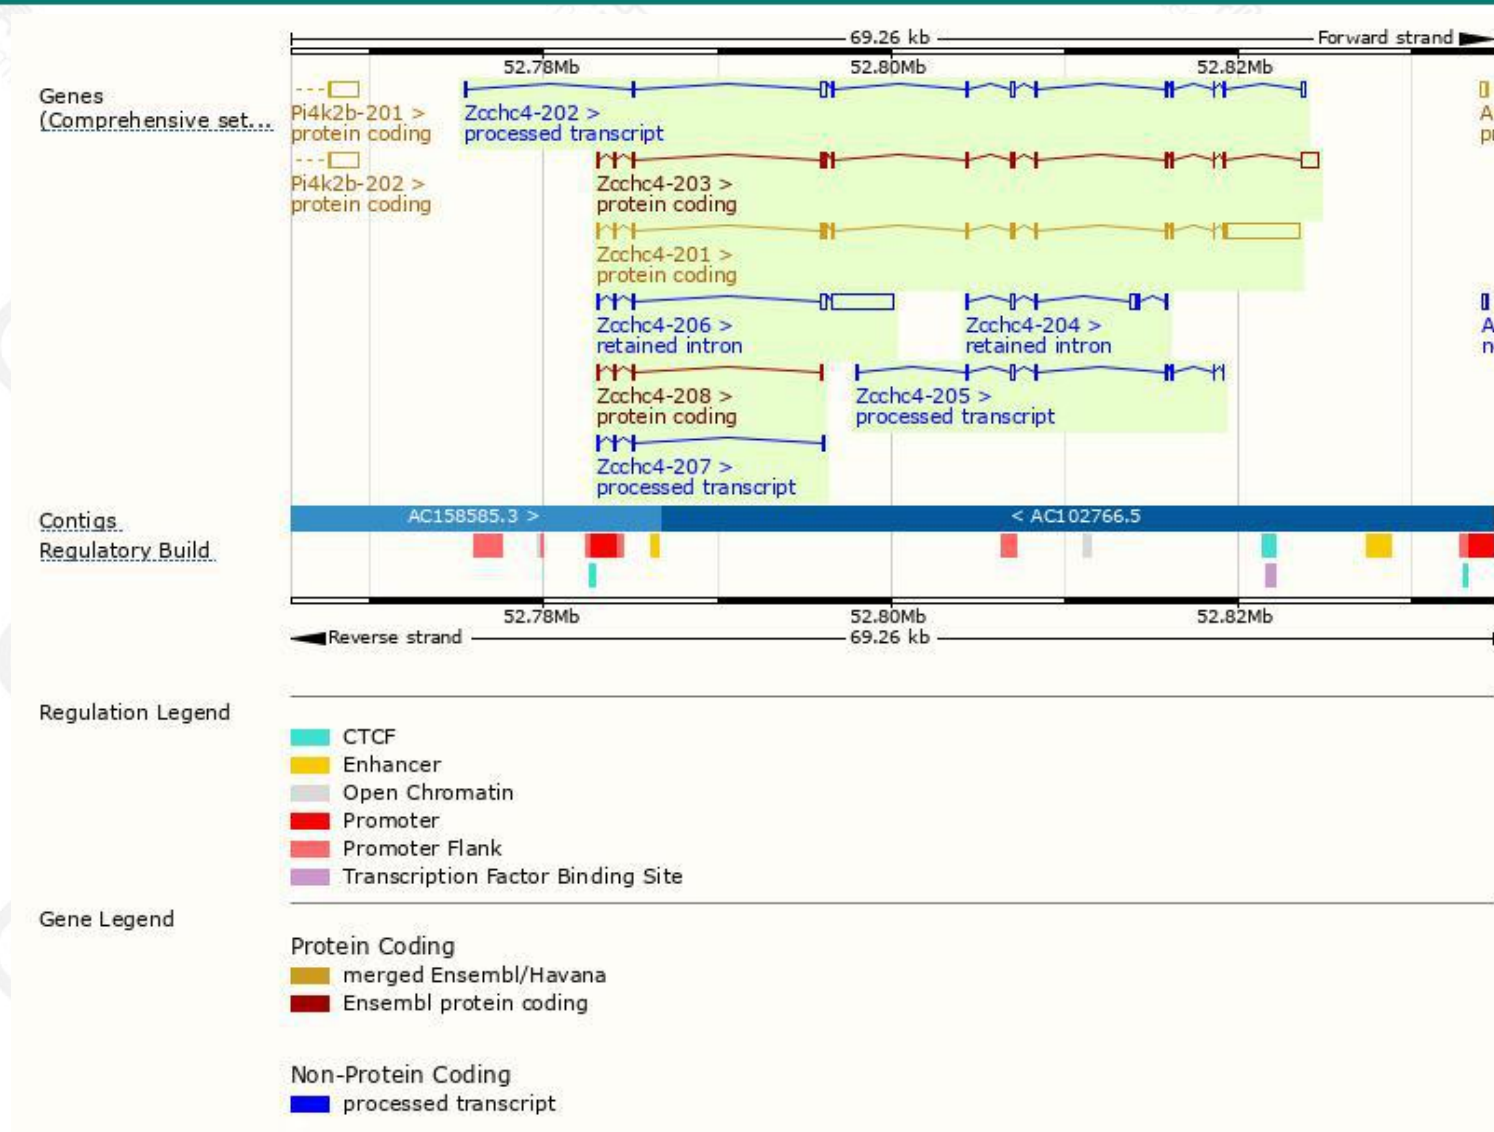 69.26 kb Forward strand
52.78Mb 52.80Mb 52.82Mb
Genes
(Comprehensive set...
Pi4k2b-201 >
protein coding
Zcchc4-202 >
processed transcript
A
p
Pi4k2b-202 >
protein coding
Zcchc4-203 >
protein coding
Zcchc4-201 >
protein coding
Zcchc4-206 >
retained intron
Zcchc4-204 >
retained intron
A
n
Zcchc4-208 >
protein coding
Zcchc4-205 >
processed transcript
Zcchc4-207 >
processed transcript
Contigs
AC158585.3 > < AC102766.5
Regulatory Build
52.78Mb 52.80Mb 52.82Mb
Reverse strand 69.26 kb
Regulation Legend
CTCF
Enhancer
Open Chromatin
Promoter
Promoter Flank
Transcription Factor Binding Site
Gene Legend
Protein Coding
merged Ensembl/Havana
Ensembl protein coding
Non-Protein Coding
processed transcript